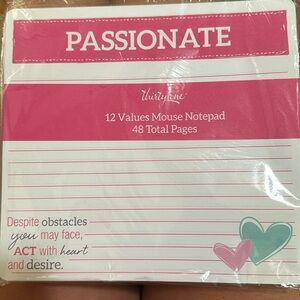 PASSIONATE
thirty-one
12 Values Mouse Notepad
48 Total Pages
Despite obstacles
you may face,
ACT with heart
and desire.